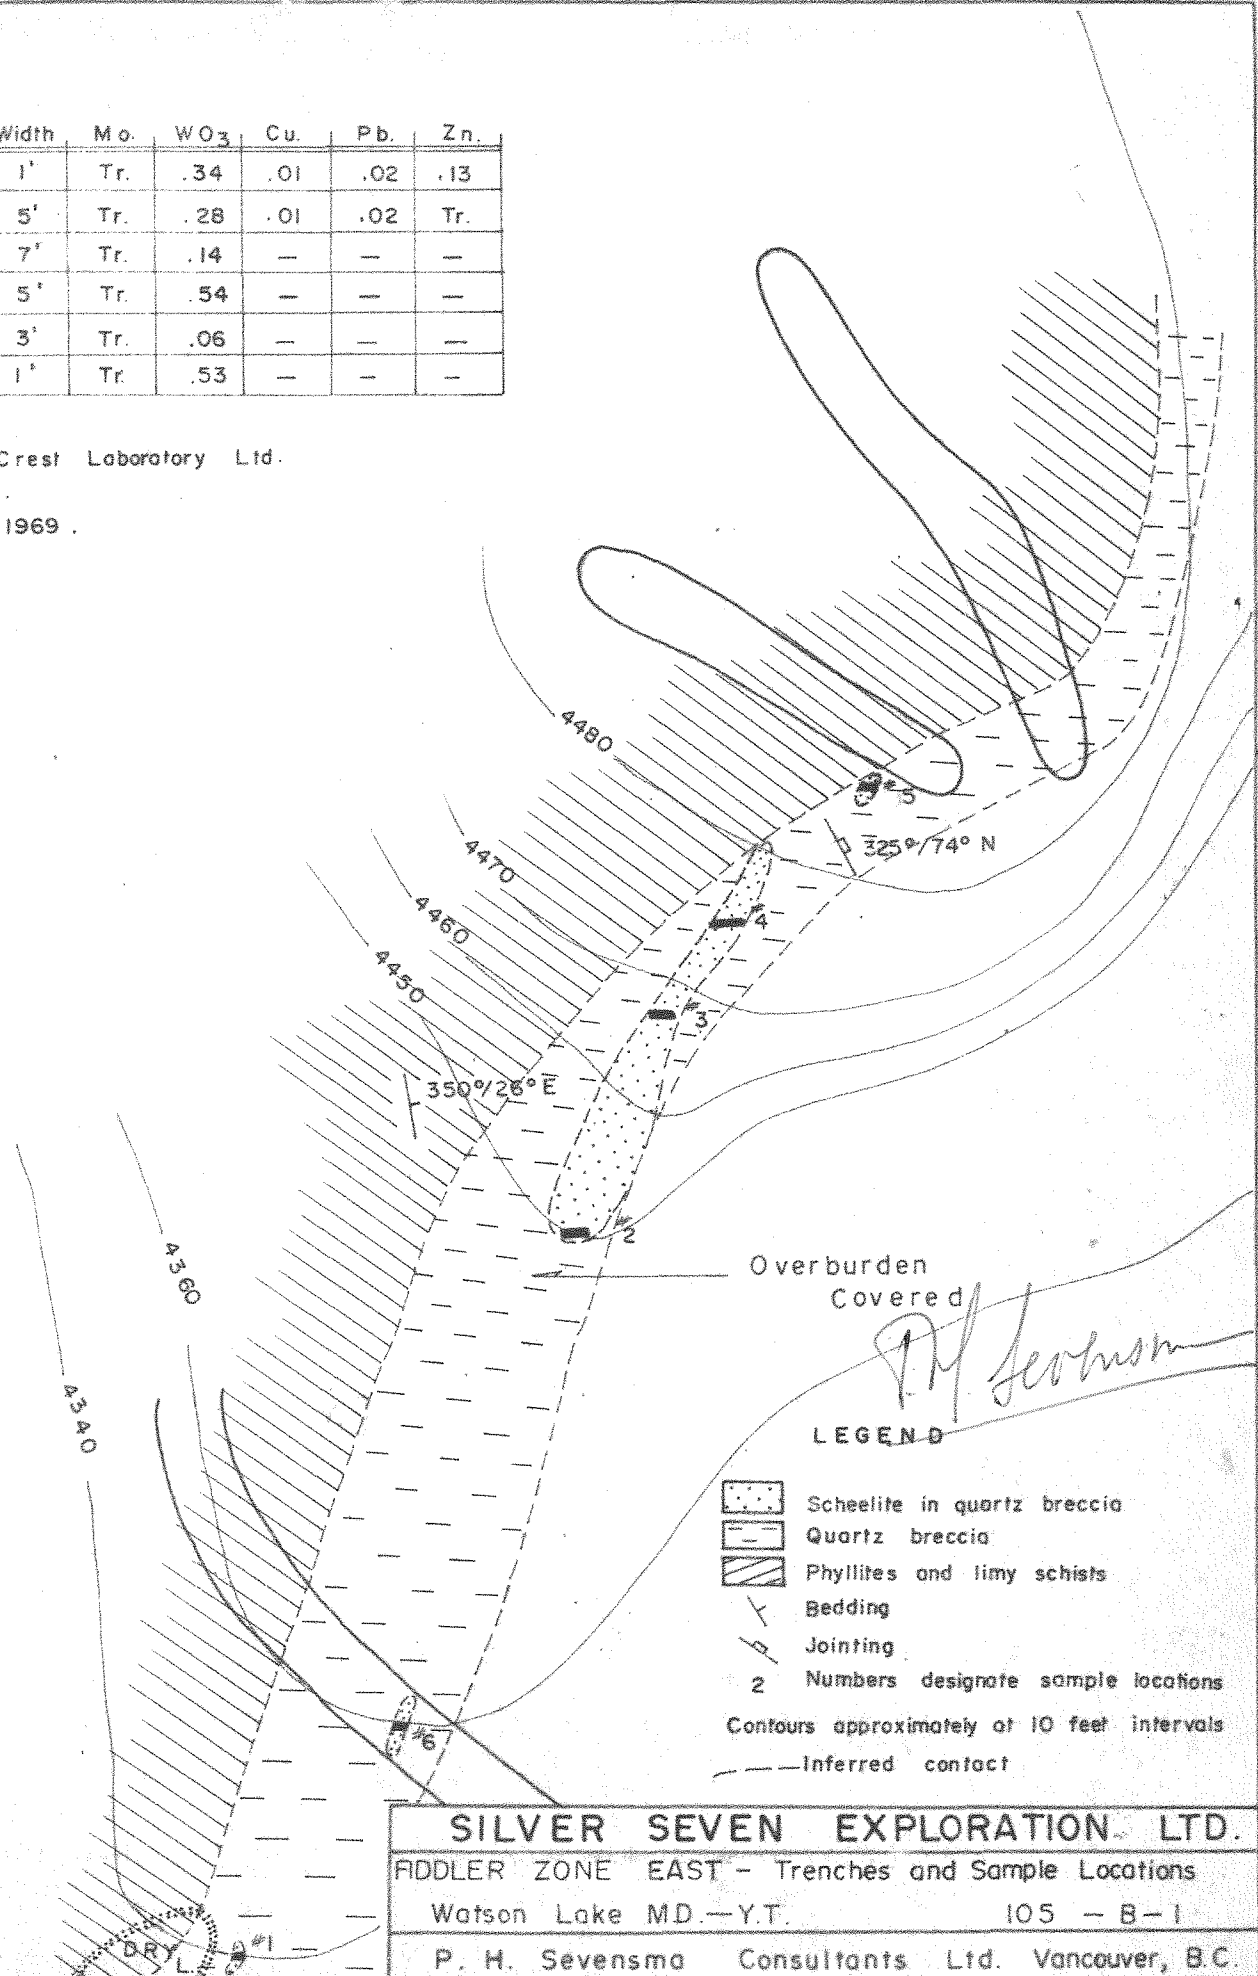 Width Mo. WO3 Cu. Pb. Zn.
1' Tr. .34 .01 .02 .13
5' Tr. .28 .01 .02 Tr.
7' Tr. .14 — — —
5' Tr. .54 — — —
3' Tr. .06 — — —
1' Tr. .53 — — —
Crest Laboratory Ltd.
1969.
4480
#5
325°/74° N
4470
#4
4460
4450
#3
350°/26° E
#2
4360
Overburden
Covered
4340
LEGEND
Scheelite in quartz breccia
Quartz breccia
Phyllites and limy schists
Bedding
Jointing
2 Numbers designate sample locations
Contours approximately at 10 feet intervals
Inferred contact
#6
SILVER SEVEN EXPLORATION LTD.
FIDDLER ZONE EAST - Trenches and Sample Locations
Watson Lake M.D.—Y.T. 105 - B - 1
P. H. Sevensma Consultants Ltd. Vancouver, B.C.
DRY
L.
#1